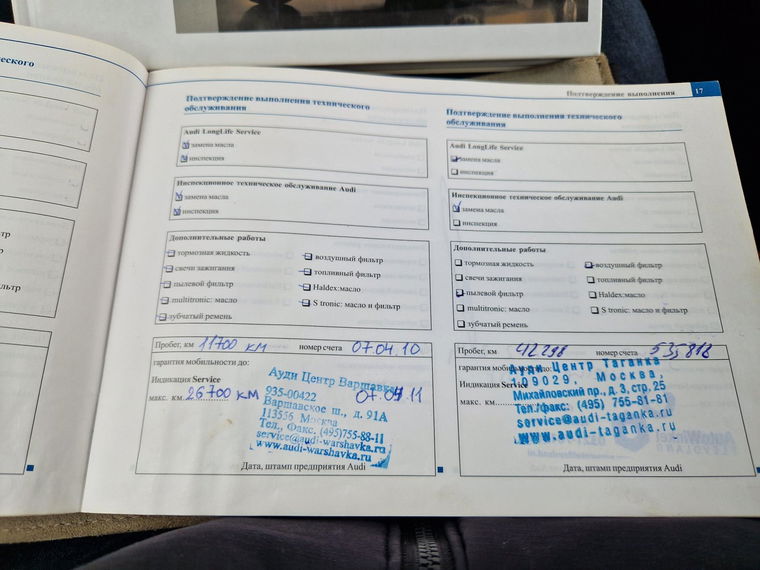 ческого
тр
ильтр
Подтверждение выполнения 17
Подтверждение выполнения технического
обслуживания
Audi LongLife Service
замена масла
инспекция
Инспекционное техническое обслуживание Audi
замена масла
инспекция
Дополнительные работы
тормозная жидкость
свечи зажигания
пылевой фильтр
multitronic: масло
зубчатый ремень
воздушный фильтр
топливный фильтр
Haldex:масло
S tronic: масло и фильтр
Пробег, км 11700 км номер счета 07.04.10
гарантия мобильности до:
Индикация Service
макс. км 26700 км 07.04.11
Ауди Центр Варшавка
935-00422
Варшавское ш., д. 91А
113556 Москва
Тел., Факс. (495)755-88-11
service@audi-warshavka.ru
www.audi-warshavka.ru
Дата, штамп предприятия Audi
Подтверждение выполнения технического
обслуживания
Audi LongLife Service
замена масла
инспекция
Инспекционное техническое обслуживание Audi
замена масла
инспекция
Дополнительные работы
тормозная жидкость
свечи зажигания
пылевой фильтр
multitronic: масло
зубчатый ремень
воздушный фильтр
топливный фильтр
Haldex:масло
S tronic: масло и фильтр
Пробег, км 42298 номер счета 535818
гарантия мобильности до:
Индикация Service
макс. км
Ауди Центр Таганка
109029, Москва,
Михайловский пр., д.3, стр.25
Тел./факс: (495) 755-81-81
service@audi-taganka.ru
www.audi-taganka.ru
Дата, штамп предприятия Audi